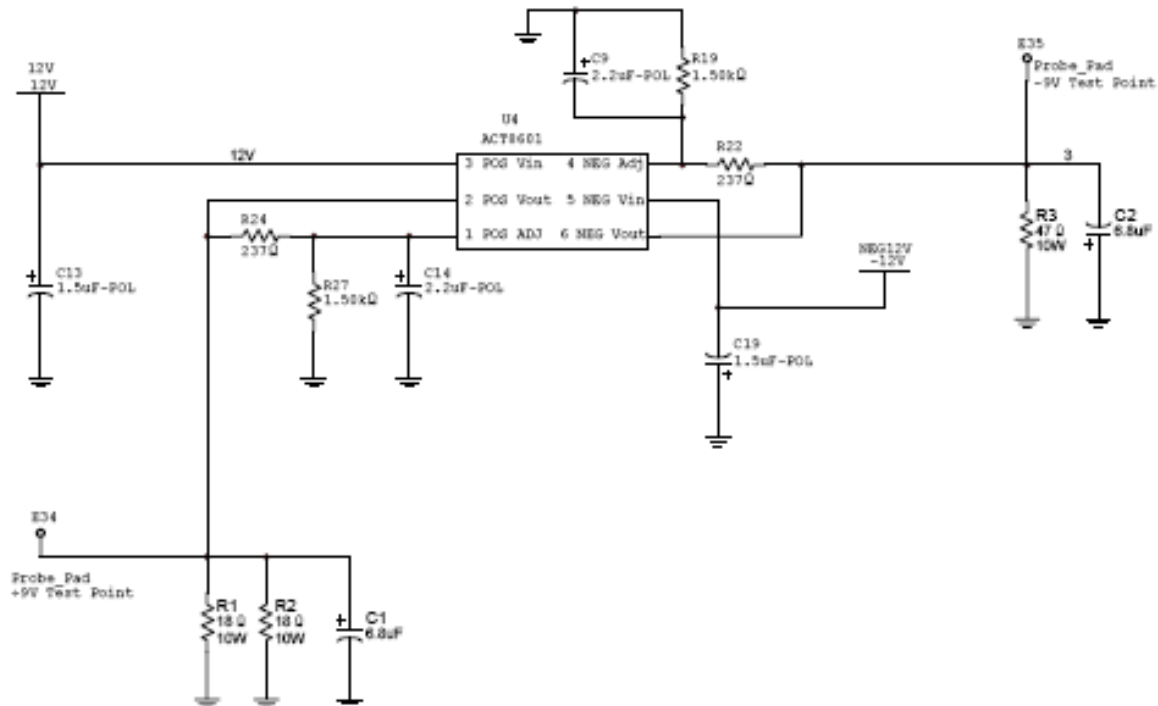 E35
Probe_Pad
-9V Test Point
C9
2.2uF-POL
R19
1.50kΩ
12V
12V
U4
ACT8601
12V
3 POS Vin 4 NEG Adj
2 POS Vout 5 NEG Vin
1 POS ADJ 6 NEG Vout
R22
237Ω
3
R24
237Ω
R3
47 Ω
10W
C2
6.8uF
NEG12V
-12V
C13
1.5uF-POL
R27
1.50kΩ
C14
2.2uF-POL
C19
1.5uF-POL
E34
Probe_Pad
+9V Test Point
R1
18 Ω
10W
R2
18 Ω
10W
C1
6.8uF